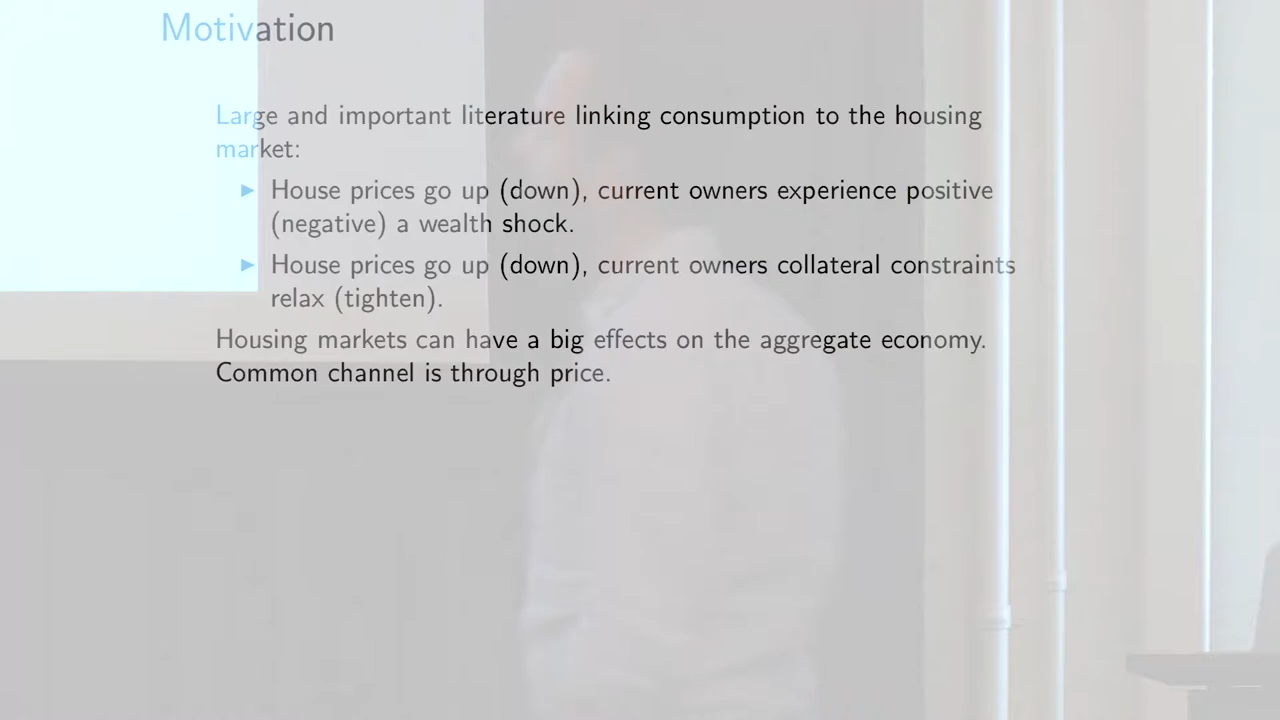 Motivation
Large and important literature linking consumption to the housing
market:
► House prices go up (down), current owners experience positive
(negative) a wealth shock.
► House prices go up (down), current owners collateral constraints
relax (tighten).
Housing markets can have a big effects on the aggregate economy.
Common channel is through price.